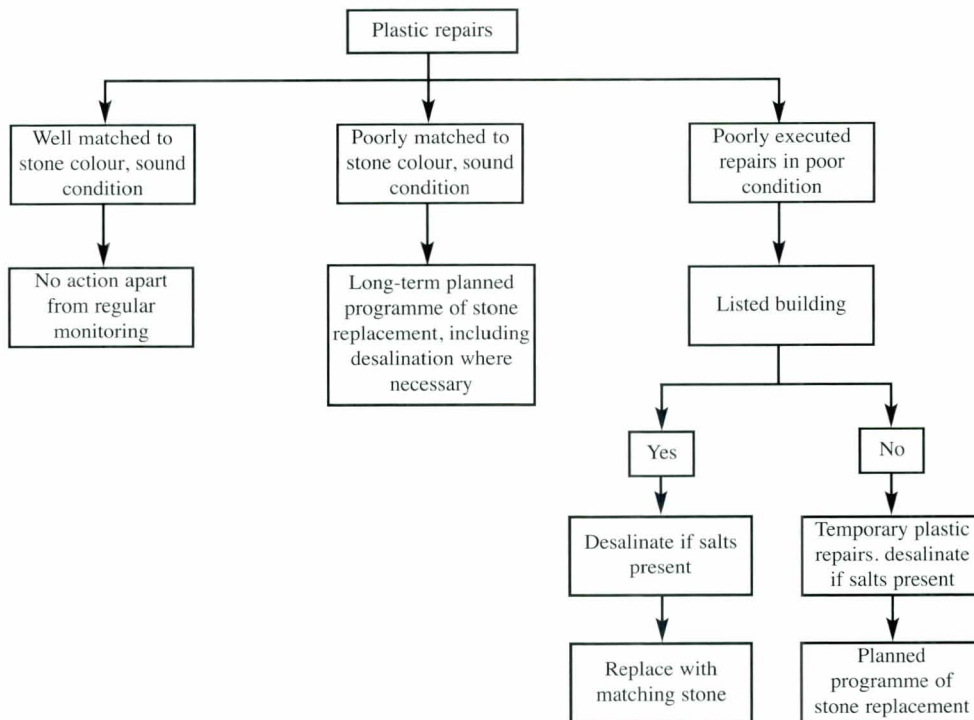 Plastic repairs
Well matched to
stone colour, sound
condition
Poorly matched to
stone colour, sound
condition
Poorly executed
repairs in poor
condition
No action apart
from regular
monitoring
Long-term planned
programme of stone
replacement, including
desalination where
necessary
Listed building
Yes
No
Desalinate if salts
present
Temporary plastic
repairs. desalinate
if salts present
Replace with
matching stone
Planned
programme of
stone replacement